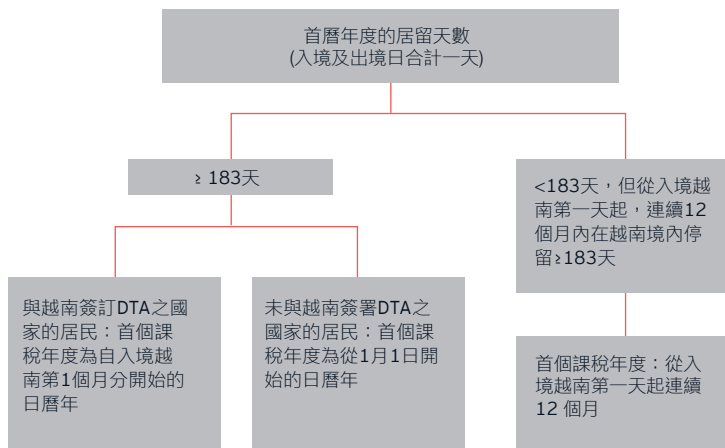 首曆年度的居留天數
(入境及出境日合計一天)
≥ 183天
<183天，但從入境越
南第一天起，連續12
個月內在越南境內停
留≥183天
與越南簽訂DTA之國
家的居民：首個課
稅年度為自入境越
南第1個月分開始的
日曆年
未與越南簽署DTA之
國家的居民：首個課
稅年度為從1月1日開
始的日曆年
首個課稅年度：從入
境越南第一天起連續
12 個月